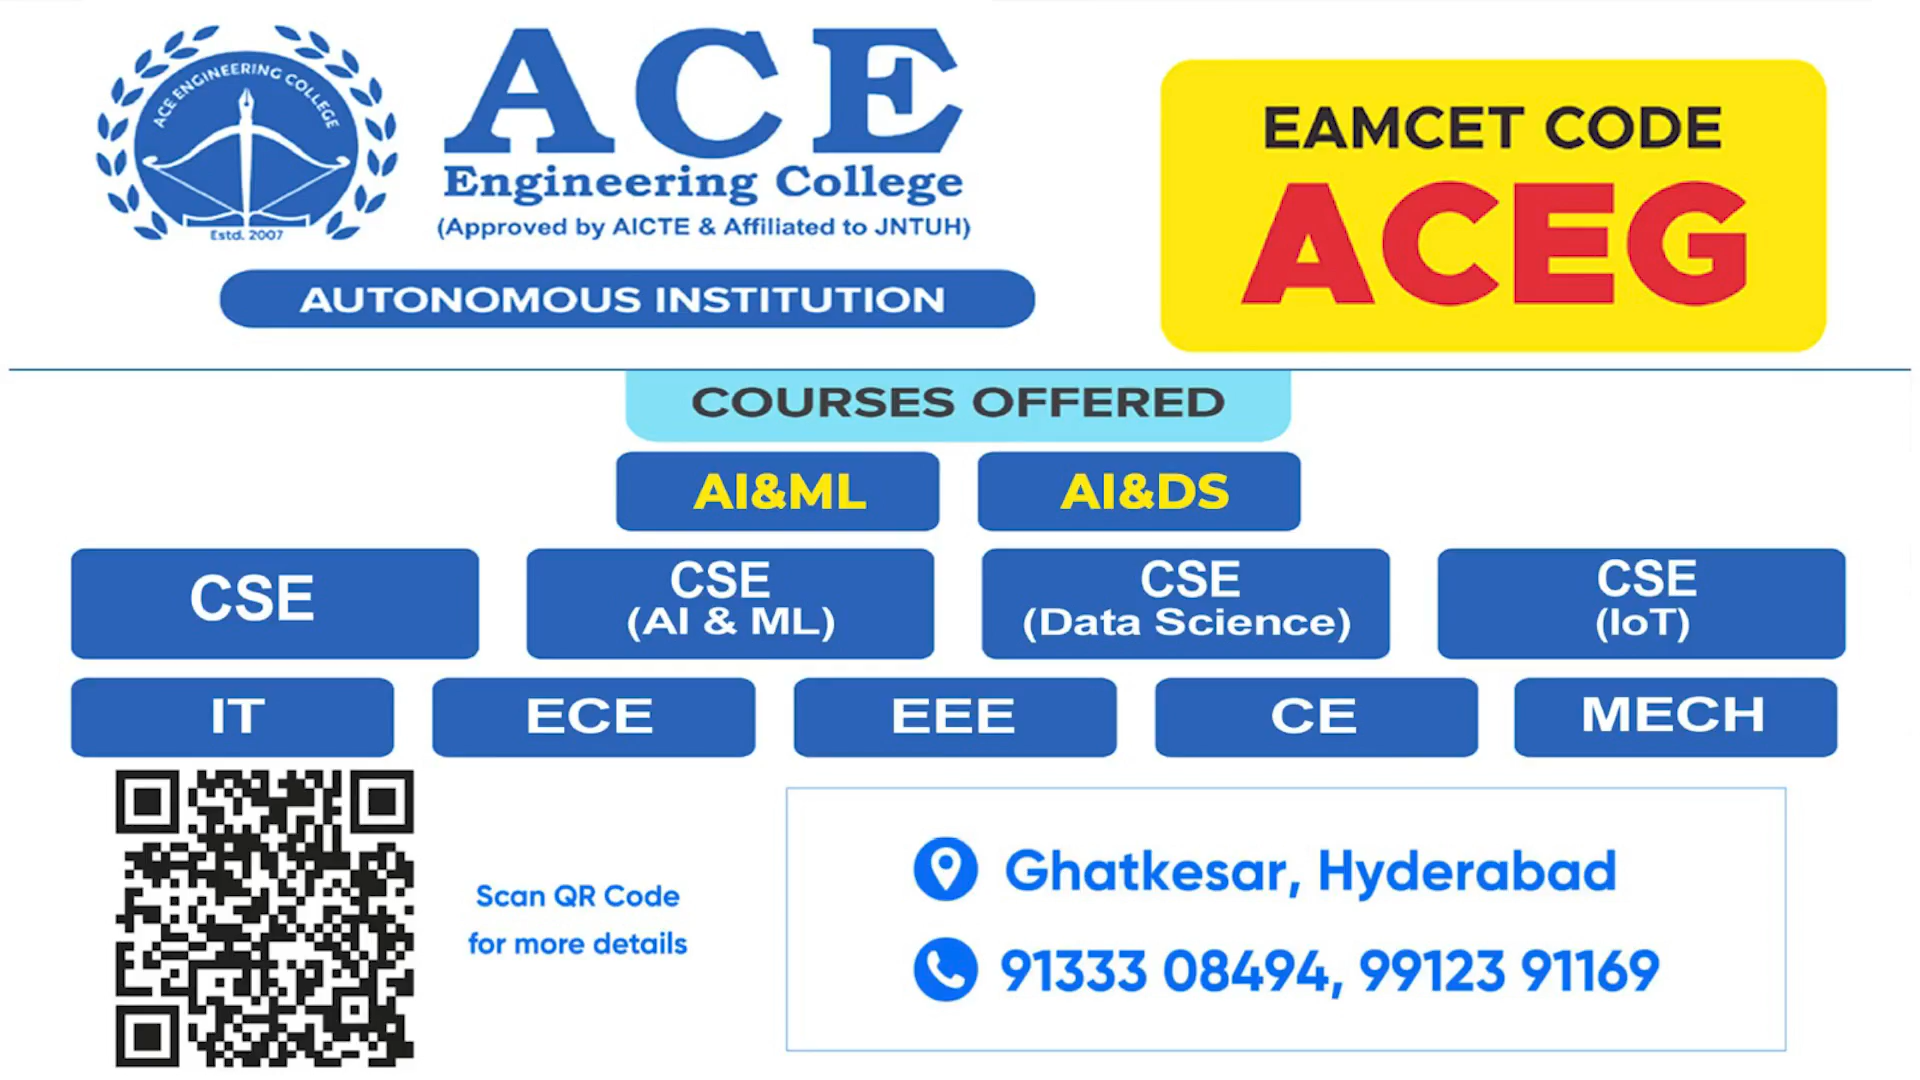 ACE ENGINEERING COLLEGE
Estd. 2007
ACE
Engineering College
(Approved by AICTE & Affiliated to JNTUH)
AUTONOMOUS INSTITUTION
EAMCET CODE
ACEG
COURSES OFFERED
AI&ML
AI&DS
CSE
CSE
(AI & ML)
CSE
(Data Science)
CSE
(IoT)
IT
ECE
EEE
CE
MECH
Scan QR Code
for more details
Ghatkesar, Hyderabad
91333 08494, 99123 91169